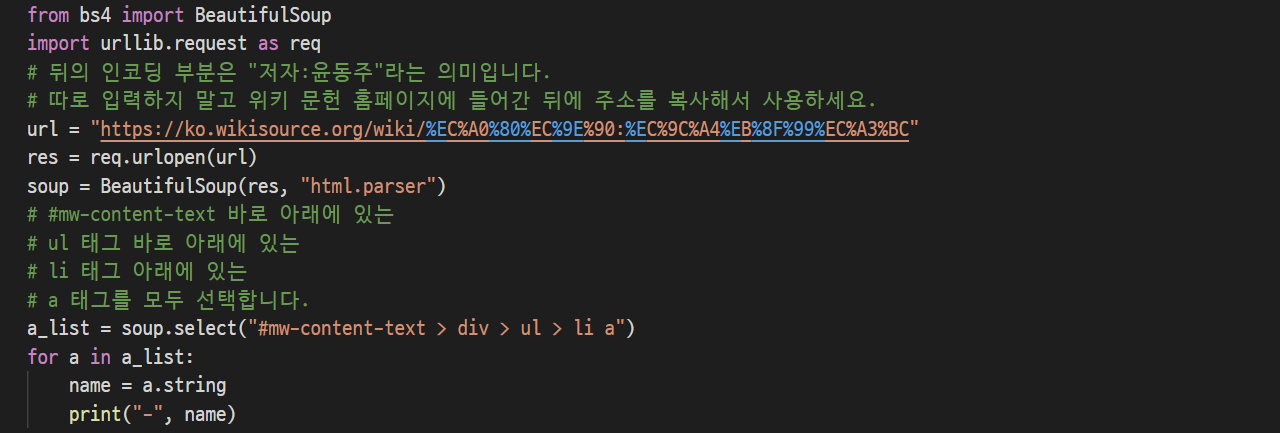 from bs4 import BeautifulSoup
import urllib.request as req
# 뒤의 인코딩 부분은 "저자:윤동주"라는 의미입니다.
# 따로 입력하지 말고 위키 문헌 홈페이지에 들어간 뒤에 주소를 복사해서 사용하세요.
url = "https://ko.wikisource.org/wiki/%EC%A0%80%EC%9E%90:%EC%9C%A4%EB%8F%99%EC%A3%BC"
res = req.urlopen(url)
soup = BeautifulSoup(res, "html.parser")
# #mw-content-text 바로 아래에 있는
# ul 태그 바로 아래에 있는
# li 태그 아래에 있는
# a 태그를 모두 선택합니다.
a_list = soup.select("#mw-content-text > div > ul > li a")
for a in a_list:
    name = a.string
    print("-", name)